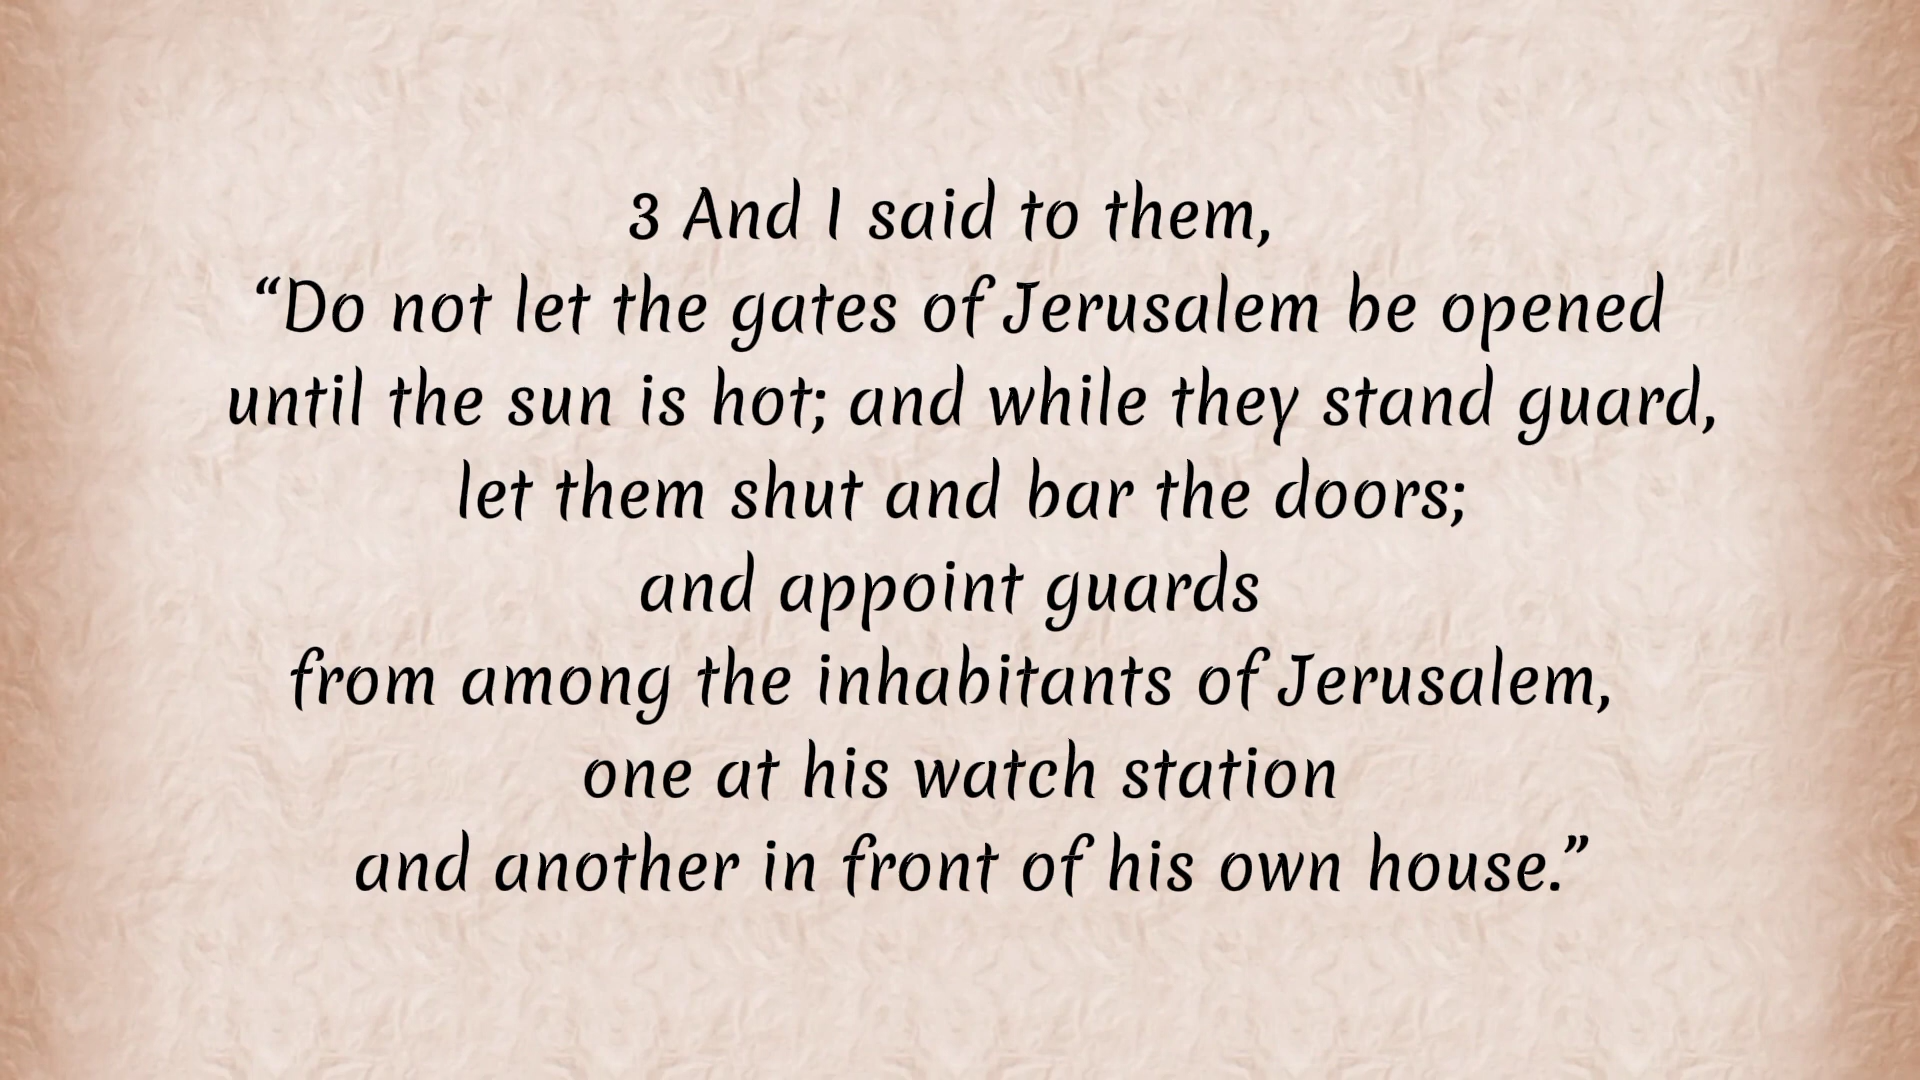 3 And I said to them,
“Do not let the gates of Jerusalem be opened
until the sun is hot; and while they stand guard,
let them shut and bar the doors;
and appoint guards
from among the inhabitants of Jerusalem,
one at his watch station
and another in front of his own house.”